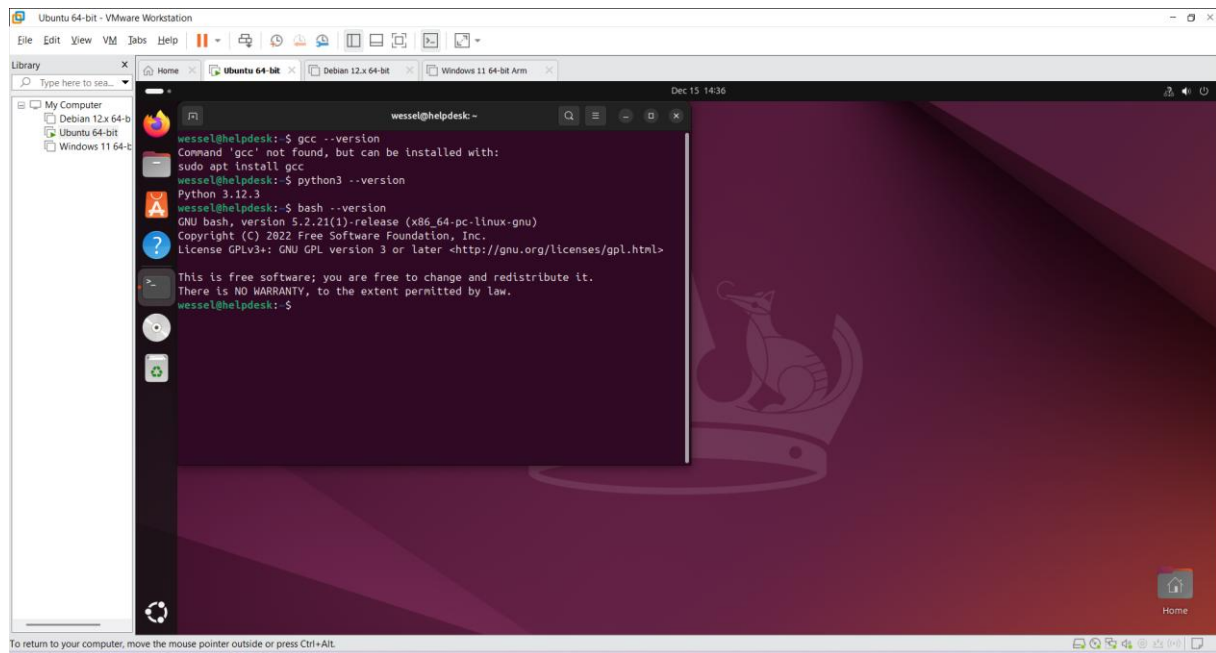 Ubuntu 64-bit - VMware Workstation
File Edit View VM Tabs Help
Library
Type here to sea...
My Computer
Debian 12.x 64-b
Ubuntu 64-bit
Windows 11 64-b
Home
Ubuntu 64-bit
Debian 12.x 64-bit
Windows 11 64-bit Arm
Dec 15 14:36
wessel@helpdesk: ~
wessel@helpdesk:~$ gcc --version
Command 'gcc' not found, but can be installed with:
sudo apt install gcc
wessel@helpdesk:~$ python3 --version
Python 3.12.3
wessel@helpdesk:~$ bash --version
GNU bash, version 5.2.21(1)-release (x86_64-pc-linux-gnu)
Copyright (C) 2022 Free Software Foundation, Inc.
License GPLv3+: GNU GPL version 3 or later <http://gnu.org/licenses/gpl.html>
This is free software; you are free to change and redistribute it.
There is NO WARRANTY, to the extent permitted by law.
wessel@helpdesk:~$
Home
To return to your computer, move the mouse pointer outside or press Ctrl+Alt.